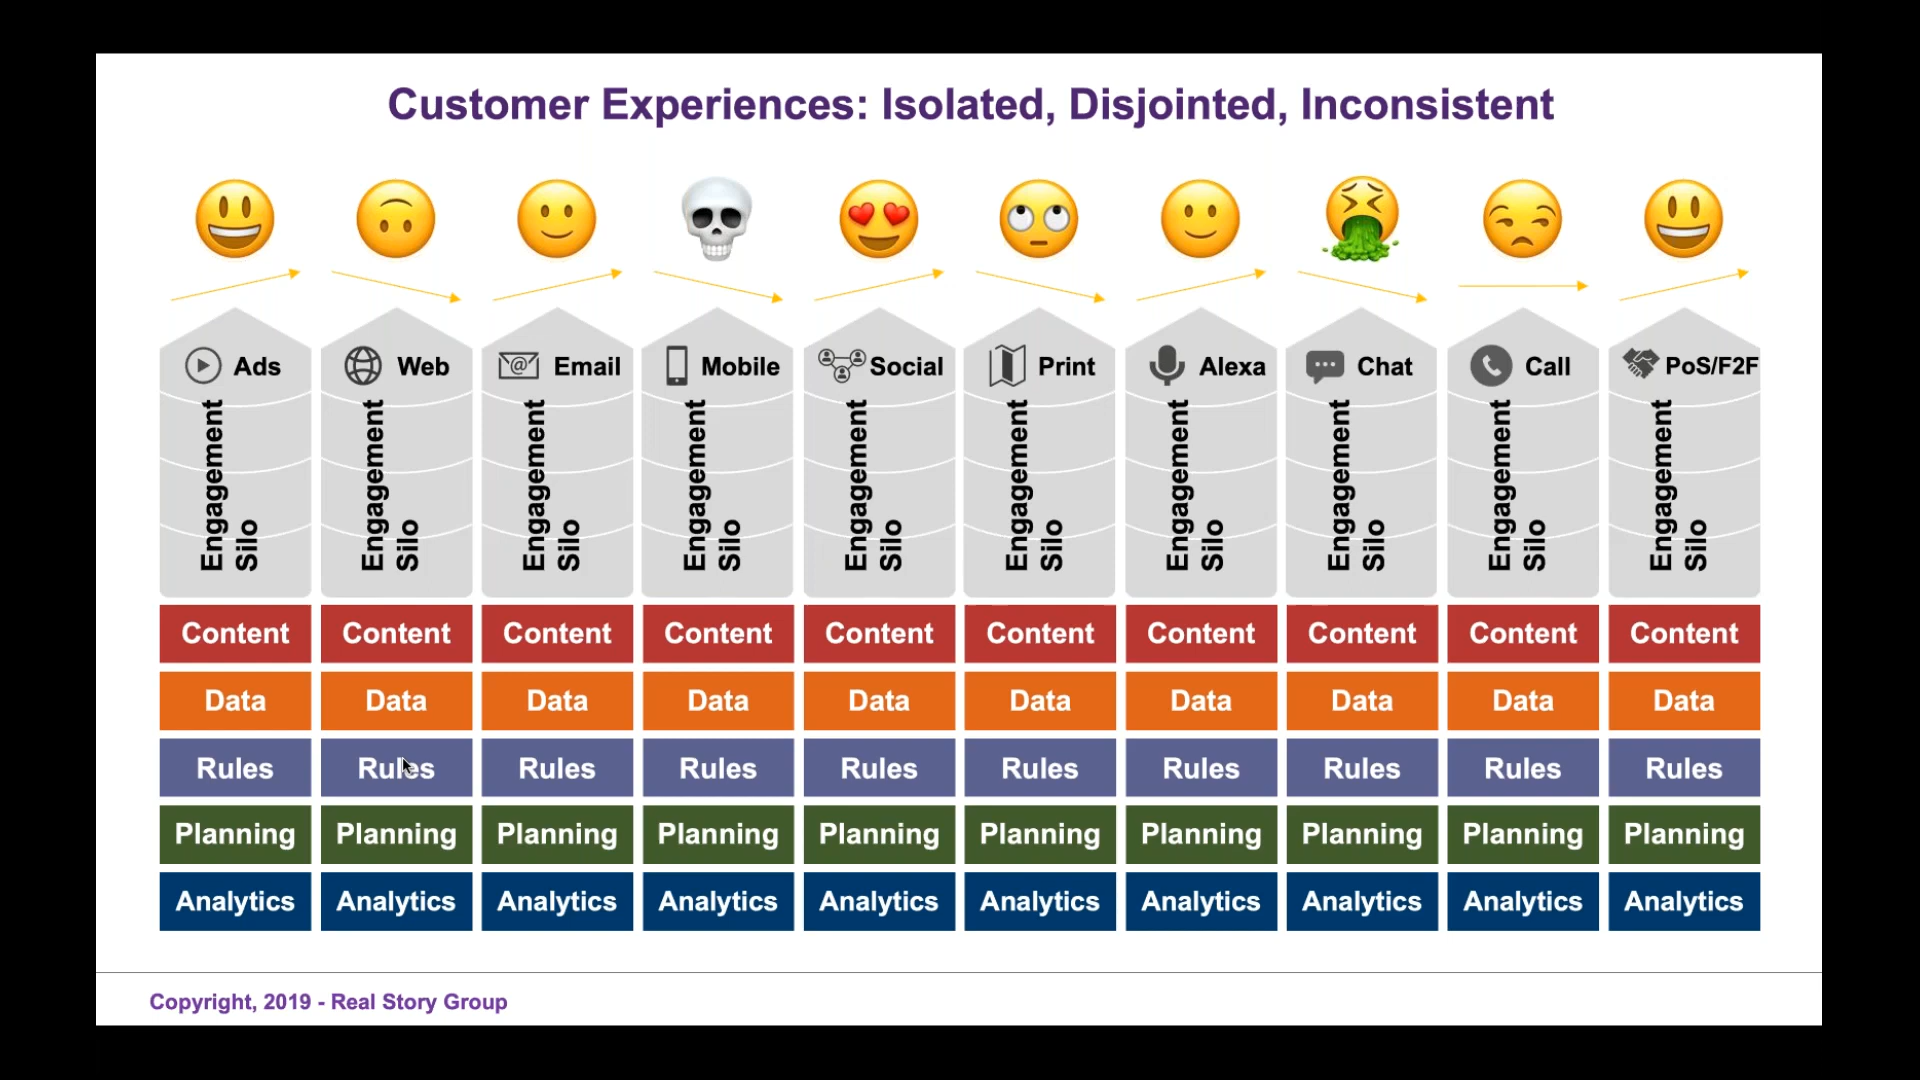 Customer Experiences: Isolated, Disjointed, Inconsistent
Ads Web Email Mobile Social Print Alexa Chat Call PoS/F2F
Engagement Silo Engagement Silo Engagement Silo Engagement Silo Engagement Silo Engagement Silo Engagement Silo Engagement Silo Engagement Silo Engagement Silo
Content Content Content Content Content Content Content Content Content Content
Data Data Data Data Data Data Data Data Data Data
Rules Rules Rules Rules Rules Rules Rules Rules Rules Rules
Planning Planning Planning Planning Planning Planning Planning Planning Planning Planning
Analytics Analytics Analytics Analytics Analytics Analytics Analytics Analytics Analytics Analytics
Copyright, 2019 - Real Story Group